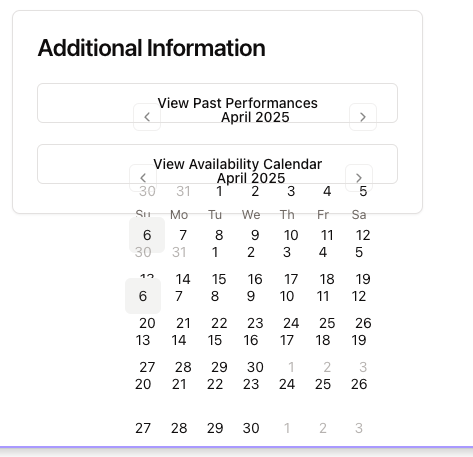 Additional Information
View Past Performances
April 2025
View Availability Calendar
April 2025
30 31 1 2 3 4 5
Su Mo Tu We Th Fr Sa
6 7 8 9 10 11 12
30 31 1 2 3 4 5
13 14 15 16 17 18 19
6 7 8 9 10 11 12
20 21 22 23 24 25 26
13 14 15 16 17 18 19
27 28 29 30 1 2 3
20 21 22 23 24 25 26
27 28 29 30 1 2 3